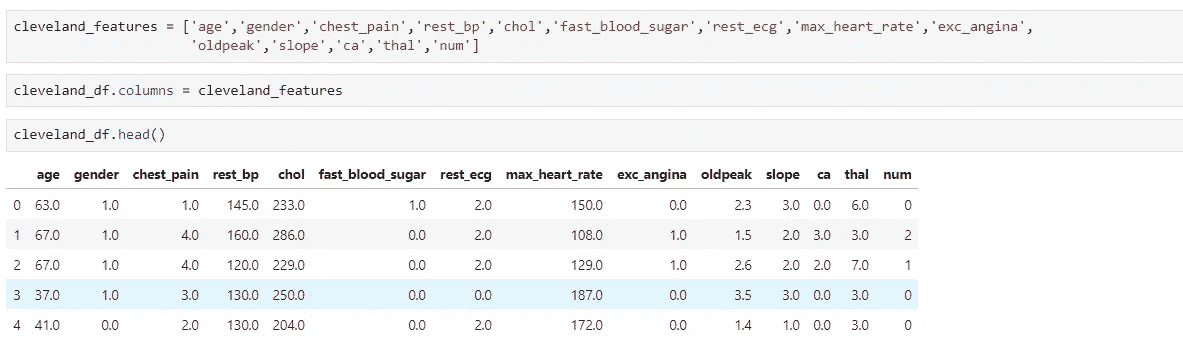 cleveland_features = ['age','gender','chest_pain','rest_bp','chol','fast_blood_sugar','rest_ecg','max_heart_rate','exc_angina',
'oldpeak','slope','ca','thal','num']
cleveland_df.columns = cleveland_features
cleveland_df.head()
age gender chest_pain rest_bp chol fast_blood_sugar rest_ecg max_heart_rate exc_angina oldpeak slope ca thal num
0 63.0 1.0 1.0 145.0 233.0 1.0 2.0 150.0 0.0 2.3 3.0 0.0 6.0 0
1 67.0 1.0 4.0 160.0 286.0 0.0 2.0 108.0 1.0 1.5 2.0 3.0 3.0 2
2 67.0 1.0 4.0 120.0 229.0 0.0 2.0 129.0 1.0 2.6 2.0 2.0 7.0 1
3 37.0 1.0 3.0 130.0 250.0 0.0 0.0 187.0 0.0 3.5 3.0 0.0 3.0 0
4 41.0 0.0 2.0 130.0 204.0 0.0 2.0 172.0 0.0 1.4 1.0 0.0 3.0 0